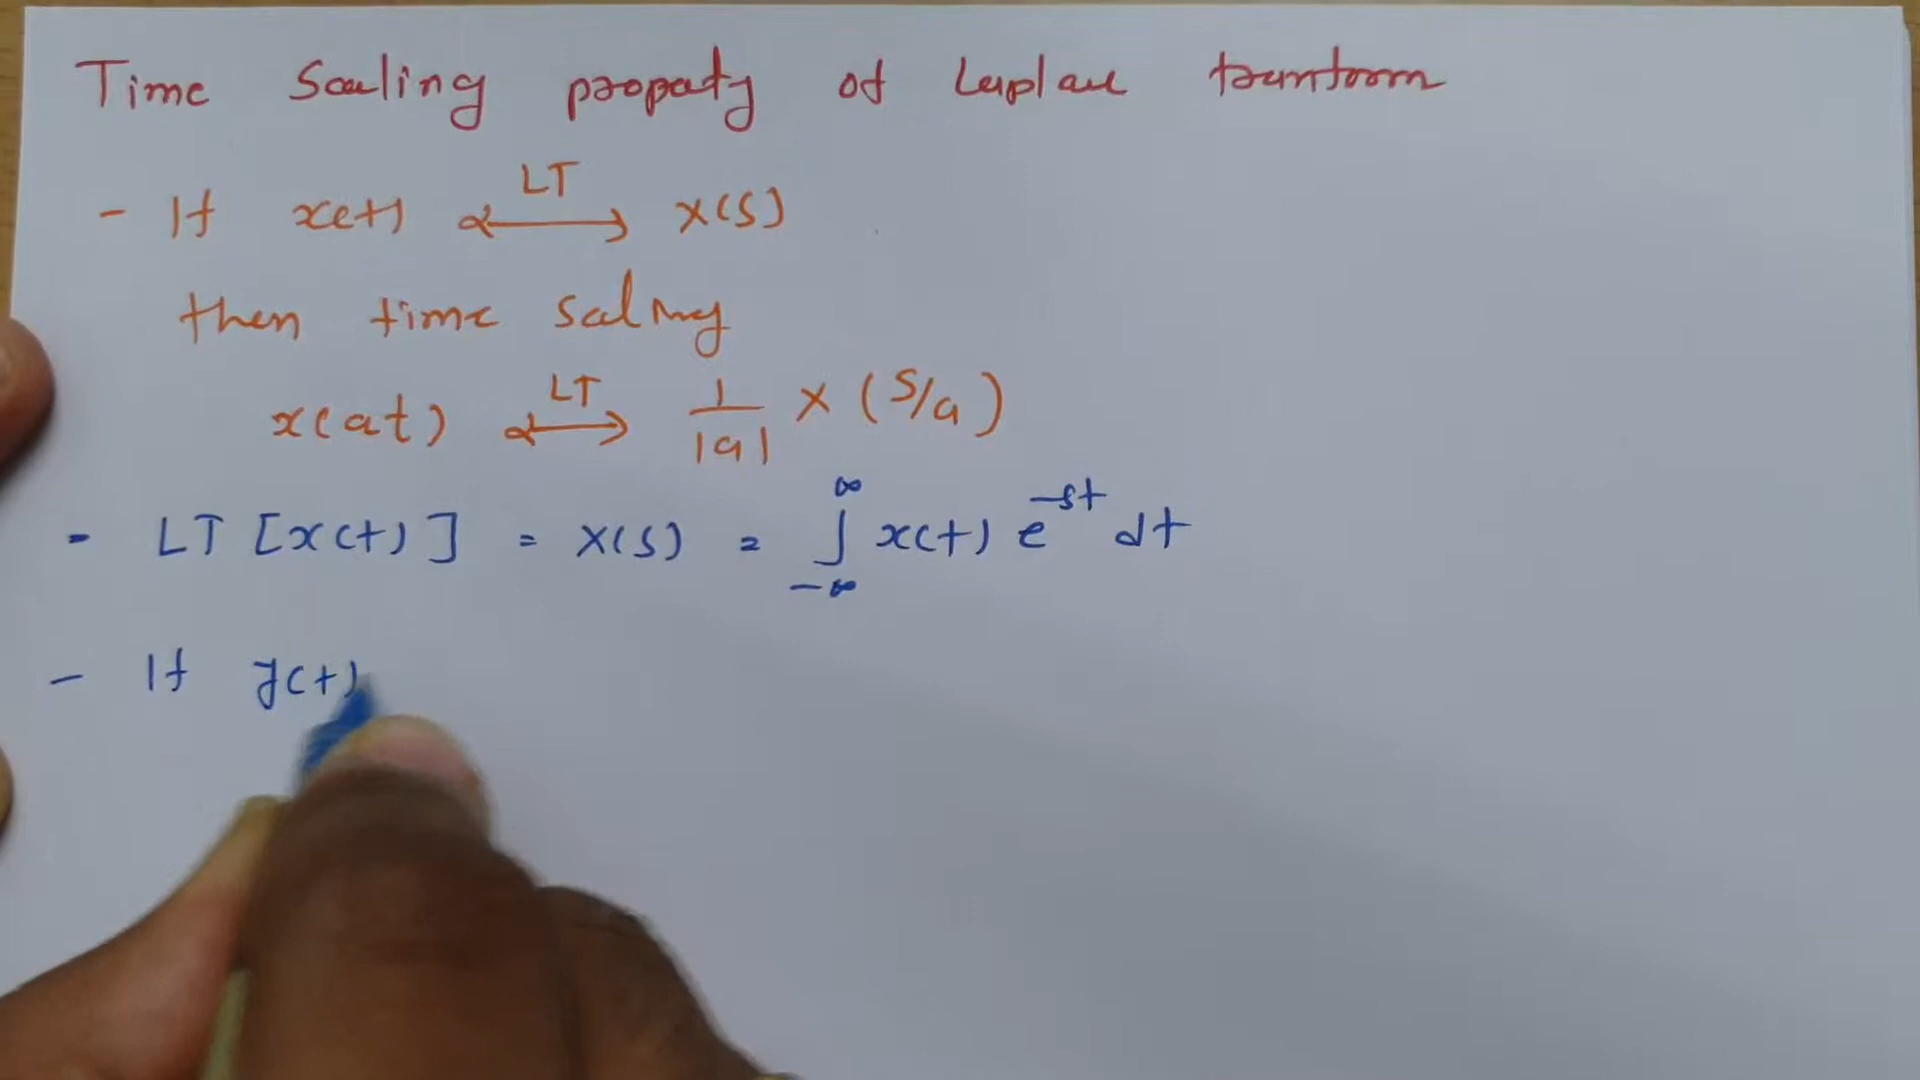 Time Scaling property of Laplace transform
- If x(t) <-LT-> X(s)
then time scaling
x(at) <-LT-> 1/|a| X (s/a)
- LT [x(t)] = X(s) = ∫_{-∞}^{∞} x(t) e^{-st} dt
- If y(t)